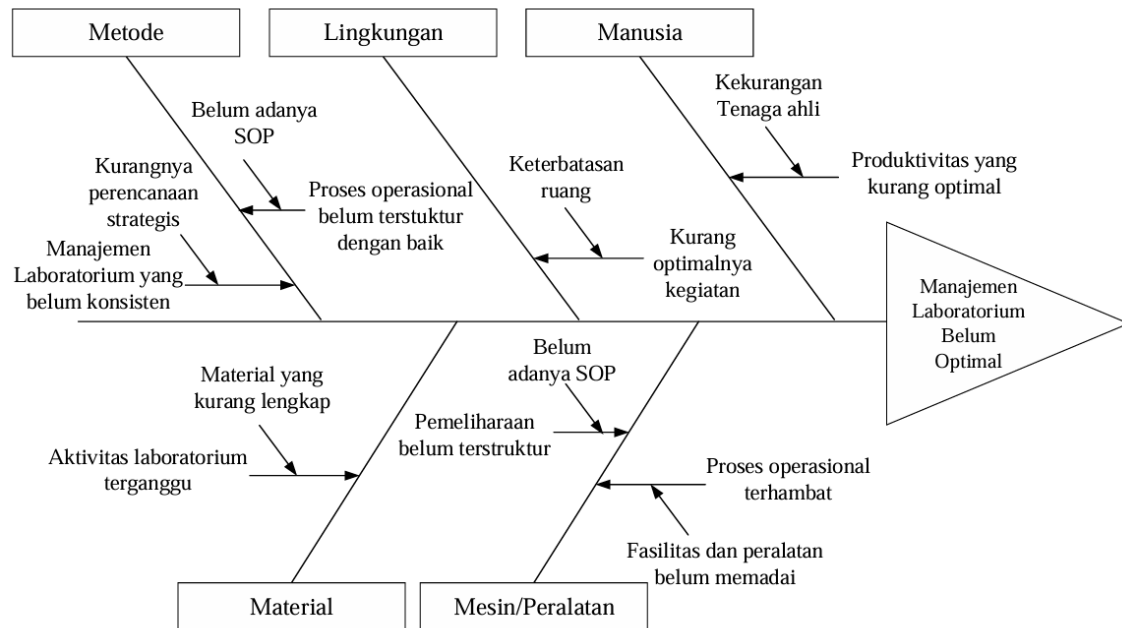 Metode
Lingkungan
Manusia
Belum adanya
SOP
Kurangnya
perencanaan
strategis
Proses operasional
belum terstuktur
dengan baik
Manajemen
Laboratorium yang
belum konsisten
Keterbatasan
ruang
Kurang
optimalnya
kegiatan
Kekurangan
Tenaga ahli
Produktivitas yang
kurang optimal
Manajemen
Laboratorium
Belum
Optimal
Material yang
kurang lengkap
Aktivitas laboratorium
terganggu
Belum
adanya SOP
Pemeliharaan
belum terstruktur
Proses operasional
terhambat
Fasilitas dan peralatan
belum memadai
Material
Mesin/Peralatan